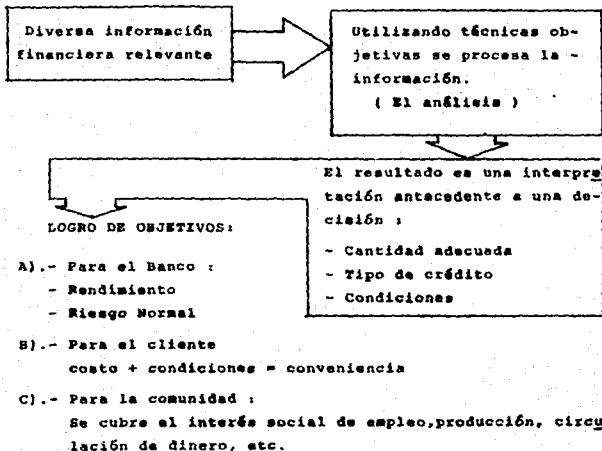 Diversa información
financiera relevante
Utilizando técnicas ob-
jetivas se procesa la -
información.
( El análisis )
El resultado es una interpre
tación antecedente a una de-
cisión :
- Cantidad adecuada
- Tipo de crédito
- Condiciones
LOGRO DE OBJETIVOS:
A).- Para el Banco :
- Rendimiento
- Riesgo Normal
B).- Para el cliente
costo + condiciones = conveniencia
C).- Para la comunidad :
Se cubre el interés social de empleo,producción, circu
lación de dinero, etc.